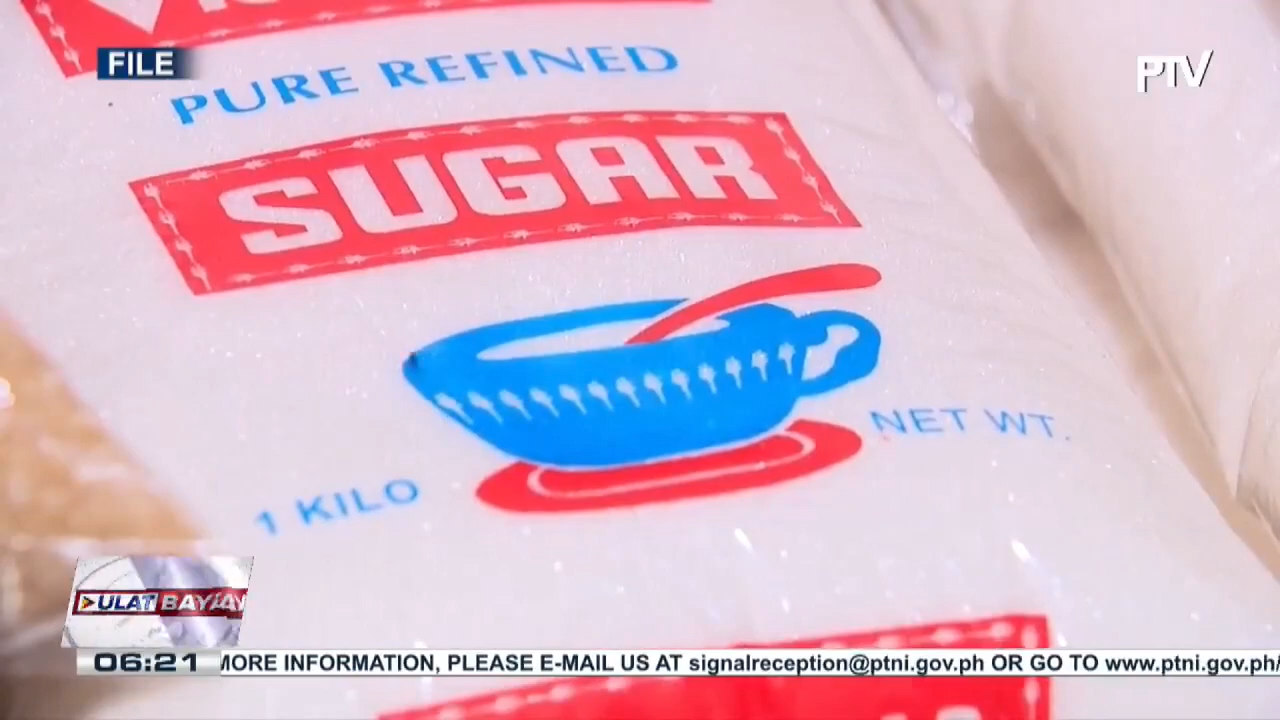 FILE
PTV
PURE REFINED
SUGAR
NET WT.
1 KILO
ULAT BAYAN
06:21 MORE INFORMATION, PLEASE E-MAIL US AT signalreception@ptni.gov.ph OR GO TO www.ptni.gov.ph/